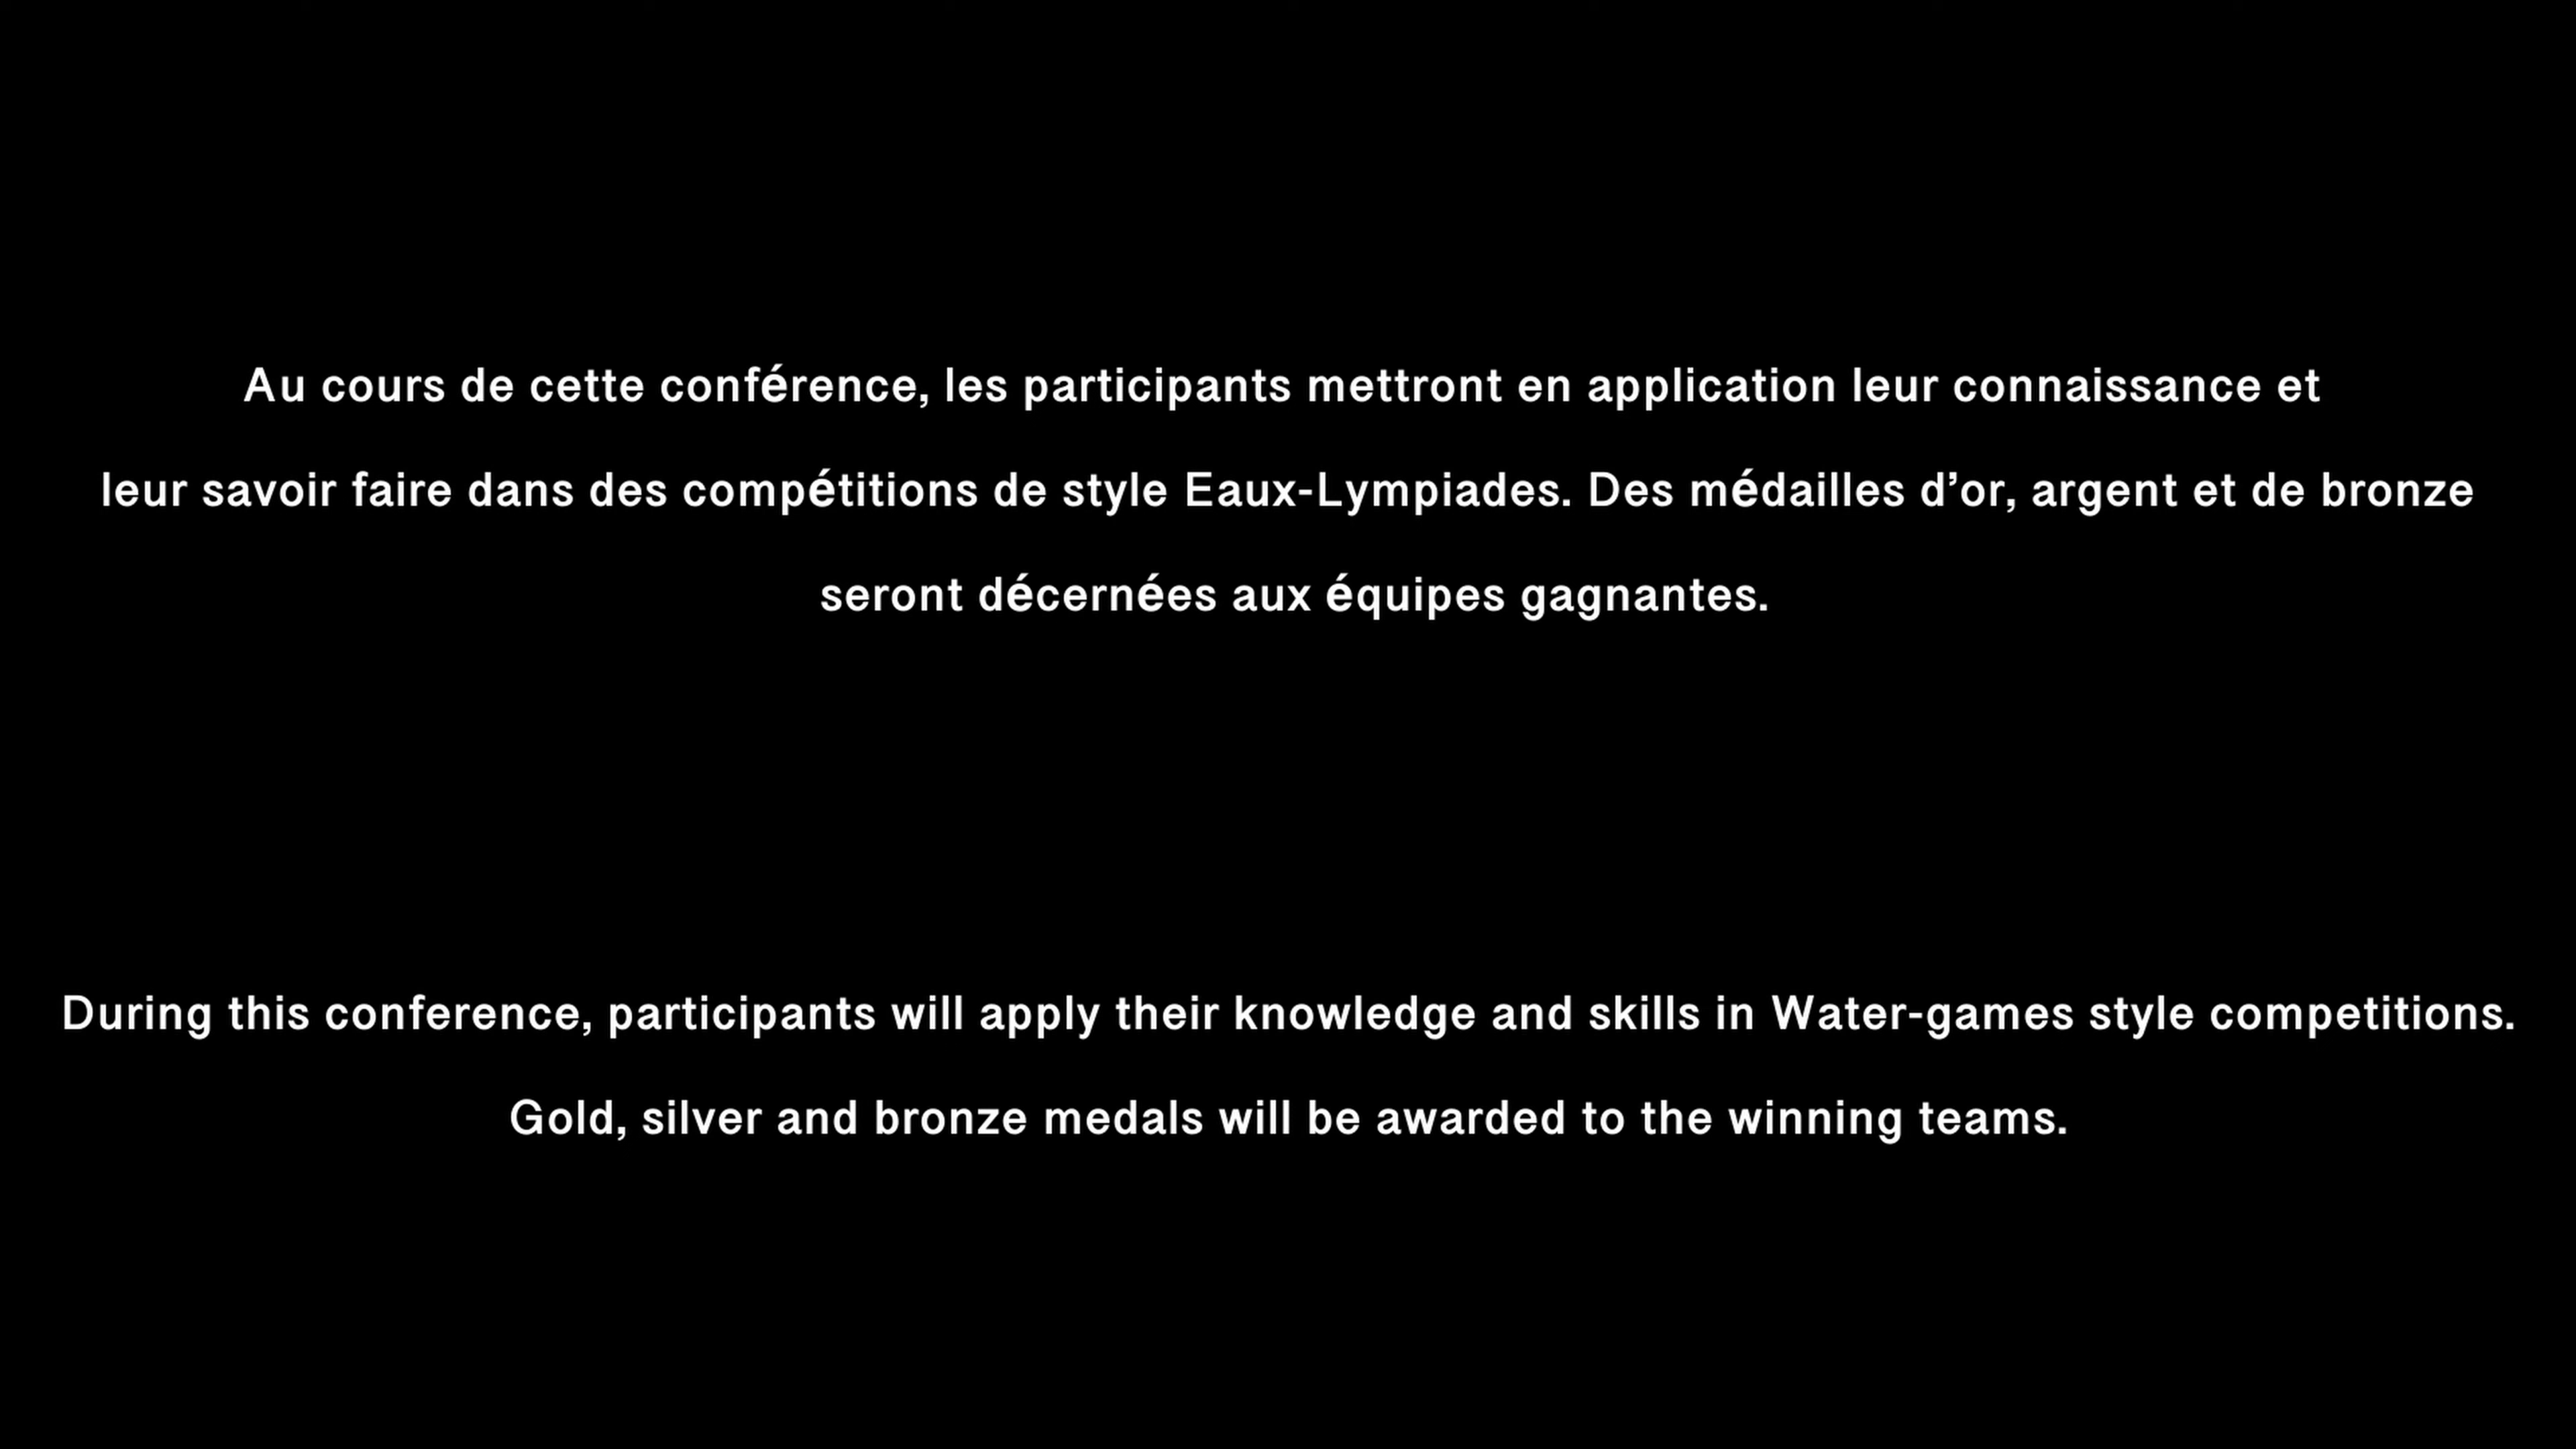 Au cours de cette conférence, les participants mettront en application leur connaissance et
leur savoir faire dans des compétitions de style Eaux-Lympiades. Des médailles d’or, argent et de bronze
seront décernées aux équipes gagnantes.
During this conference, participants will apply their knowledge and skills in Water-games style competitions.
Gold, silver and bronze medals will be awarded to the winning teams.